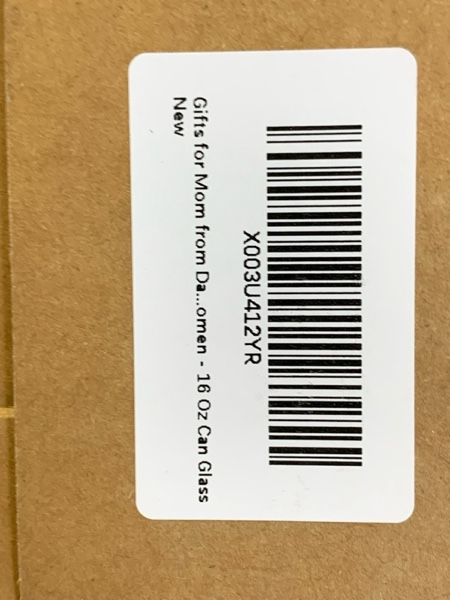 X003U412YR
Gifts for Mom from Da...omen - 16 Oz Can Glass
New